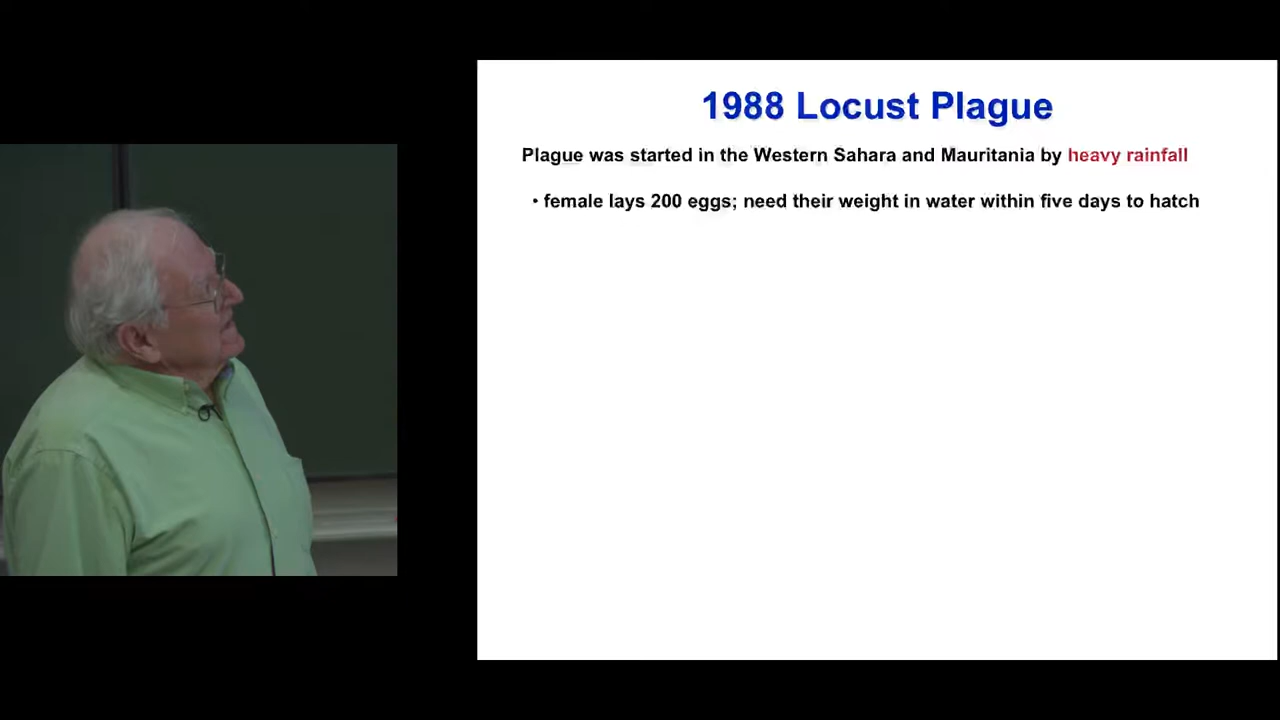 1988 Locust Plague
Plague was started in the Western Sahara and Mauritania by heavy rainfall
• female lays 200 eggs; need their weight in water within five days to hatch